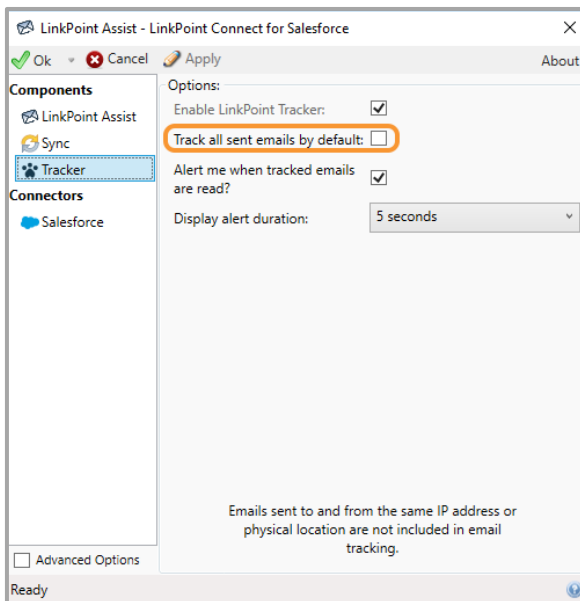 LinkPoint Assist - LinkPoint Connect for Salesforce
Ok Cancel Apply About
Components
LinkPoint Assist
Sync
Tracker
Connectors
Salesforce
Advanced Options
Options:
Enable LinkPoint Tracker:
Track all sent emails by default:
Alert me when tracked emails
are read?
Display alert duration: 5 seconds
Emails sent to and from the same IP address or
physical location are not included in email
tracking.
Ready